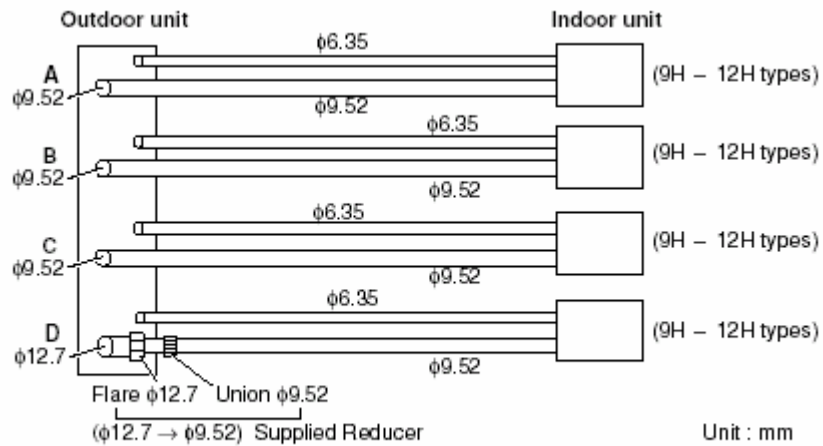 Outdoor unit
Indoor unit
φ6.35
A
φ9.52
φ9.52
(9H – 12H types)
φ6.35
B
φ9.52
φ9.52
(9H – 12H types)
φ6.35
C
φ9.52
φ9.52
(9H – 12H types)
φ6.35
D
φ12.7
φ9.52
(9H – 12H types)
Flare φ12.7
Union φ9.52
(φ12.7 → φ9.52) Supplied Reducer
Unit : mm